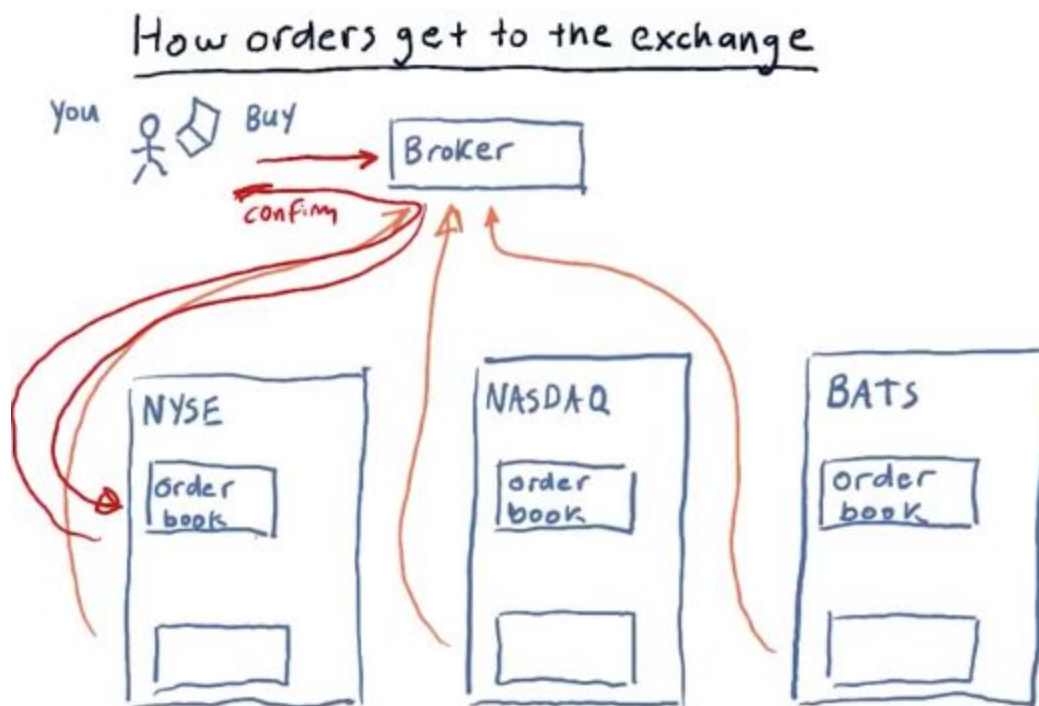 How orders get to the exchange
You
BUY
Broker
confirm
NYSE
order
book
NASDAQ
order
book
BATS
order
book